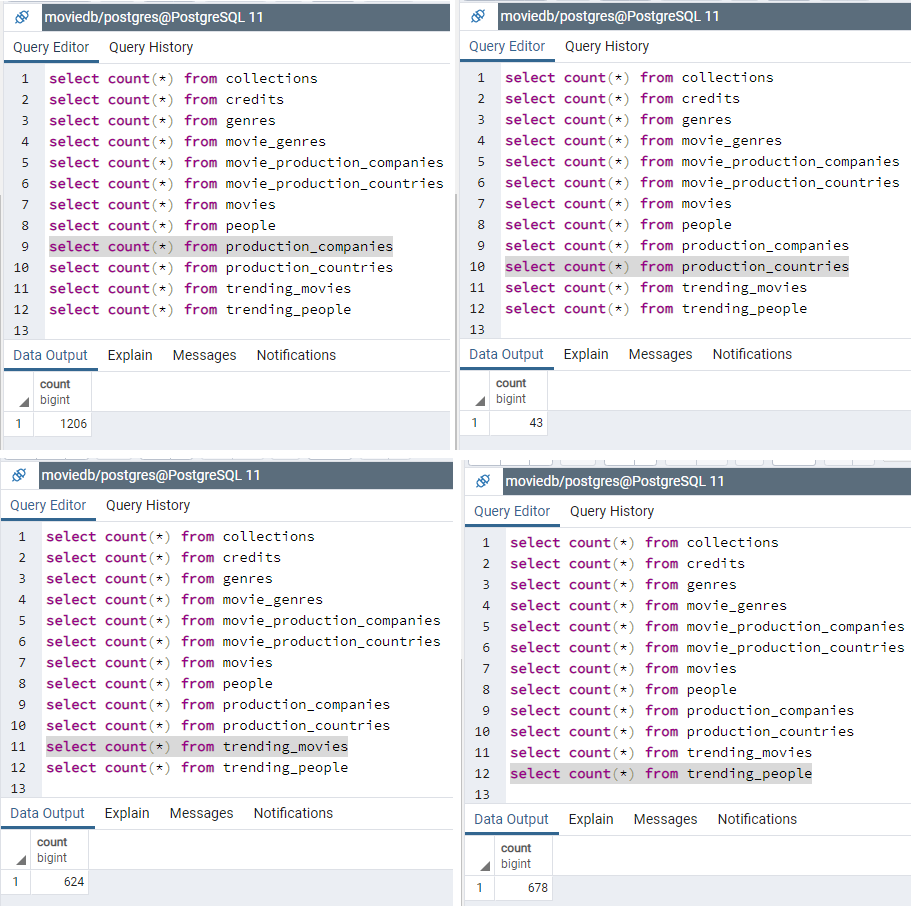 moviedb/postgres@PostgreSQL 11
Query Editor Query History
1 select count(*) from collections
2 select count(*) from credits
3 select count(*) from genres
4 select count(*) from movie_genres
5 select count(*) from movie_production_companies
6 select count(*) from movie_production_countries
7 select count(*) from movies
8 select count(*) from people
9 select count(*) from production_companies
10 select count(*) from production_countries
11 select count(*) from trending_movies
12 select count(*) from trending_people
13
Data Output Explain Messages Notifications
count
bigint
1 1206
moviedb/postgres@PostgreSQL 11
Query Editor Query History
1 select count(*) from collections
2 select count(*) from credits
3 select count(*) from genres
4 select count(*) from movie_genres
5 select count(*) from movie_production_companies
6 select count(*) from movie_production_countries
7 select count(*) from movies
8 select count(*) from people
9 select count(*) from production_companies
10 select count(*) from production_countries
11 select count(*) from trending_movies
12 select count(*) from trending_people
13
Data Output Explain Messages Notifications
count
bigint
1 43
moviedb/postgres@PostgreSQL 11
Query Editor Query History
1 select count(*) from collections
2 select count(*) from credits
3 select count(*) from genres
4 select count(*) from movie_genres
5 select count(*) from movie_production_companies
6 select count(*) from movie_production_countries
7 select count(*) from movies
8 select count(*) from people
9 select count(*) from production_companies
10 select count(*) from production_countries
11 select count(*) from trending_movies
12 select count(*) from trending_people
13
Data Output Explain Messages Notifications
count
bigint
1 624
moviedb/postgres@PostgreSQL 11
Query Editor Query History
1 select count(*) from collections
2 select count(*) from credits
3 select count(*) from genres
4 select count(*) from movie_genres
5 select count(*) from movie_production_companies
6 select count(*) from movie_production_countries
7 select count(*) from movies
8 select count(*) from people
9 select count(*) from production_companies
10 select count(*) from production_countries
11 select count(*) from trending_movies
12 select count(*) from trending_people
13
Data Output Explain Messages Notifications
count
bigint
1 678